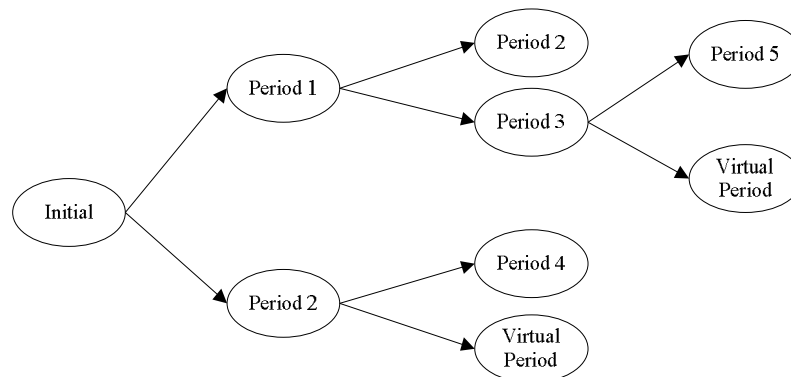 Period 2
Period 5
Period 1
Period 3
Virtual
Period
Initial
Period 4
Period 2
Virtual
Period